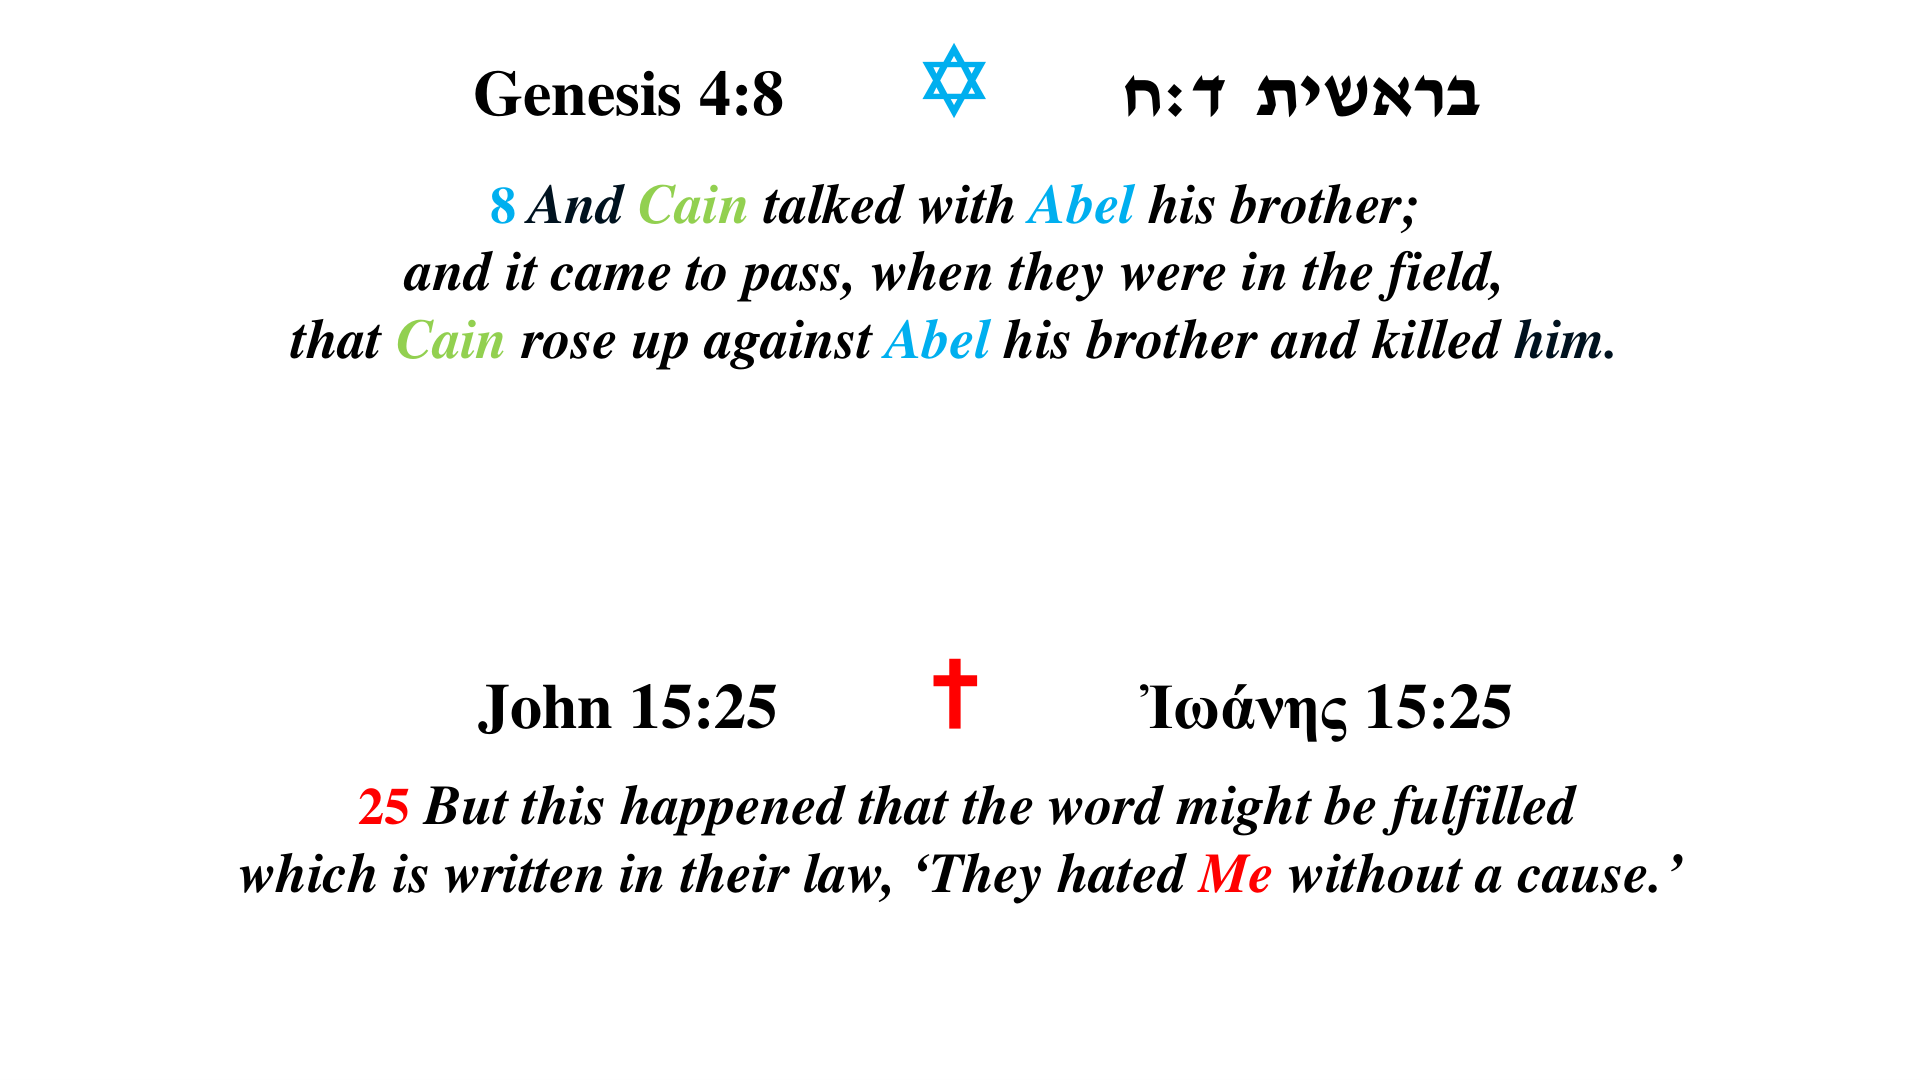 Genesis 4:8 ✡ בראשית ד:ח
8 And Cain talked with Abel his brother;
and it came to pass, when they were in the field,
that Cain rose up against Abel his brother and killed him.
John 15:25 ✝ Ἰωάνης 15:25
25 But this happened that the word might be fulfilled
which is written in their law, ‘They hated Me without a cause.’